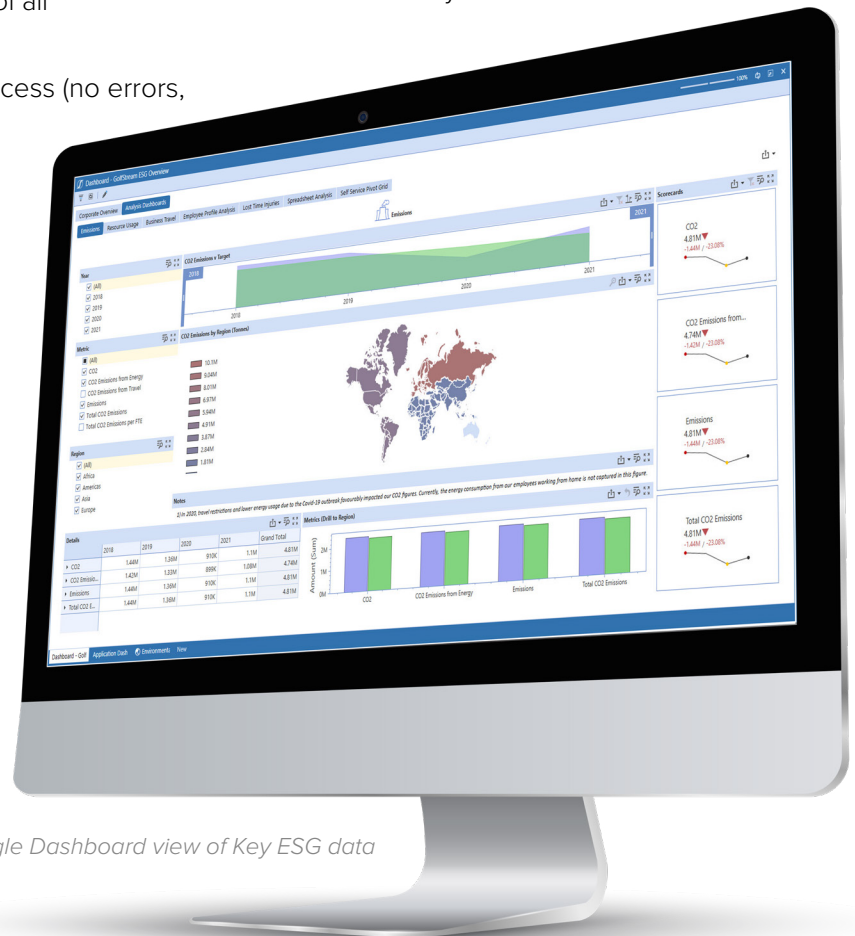 of all
cess (no errors,
Dashboard - GolfStream ESG Overview
100%
Corporate Overview Analysis Dashboards
Emissions Resource Usage Business Travel Employee Profile Analysis Lost Time Injuries Spreadsheet Analysis Self Service Pivot Grid
Emissions
Year
(All)
2018
2019
2020
2021
Metric
(All)
CO2
CO2 Emissions from Energy
CO2 Emissions from Travel
Emissions
Total CO2 Emissions
Total CO2 Emissions per FTE
Region
(All)
Africa
Americas
Asia
Europe
CO2 Emissions v Target
2018 2021
2018 2019 2020 2021
CO2 Emissions by Region (Tonnes)
10.1M
9.04M
8.01M
6.97M
5.94M
4.91M
3.87M
2.84M
1.81M
Notes
1) In 2020, travel restrictions and lower energy usage due to the Covid-19 outbreak favourably impacted our CO2 figures. Currently, the energy consumption from our employees working from home is not captured in this figure.
Details
2018 2019 2020 2021 Grand Total
CO2 1.44M 1.36M 910K 1.1M 4.81M
CO2 Emissio... 1.42M 1.33M 899K 1.08M 4.74M
Emissions 1.44M 1.36M 910K 1.1M 4.81M
Total CO2 E... 1.44M 1.36M 910K 1.1M 4.81M
Metrics (Drill to Region)
Amount (Sum)
2M
1M
0M
CO2 CO2 Emissions from Energy Emissions Total CO2 Emissions
Scorecards
CO2
4.81M
-1.44M / -23.08%
CO2 Emissions from...
4.74M
-1.42M / -23.08%
Emissions
4.81M
-1.44M / -23.08%
Total CO2 Emissions
4.81M
-1.44M / -23.08%
Dashboard - Golf Application Dash Environments New
gle Dashboard view of Key ESG data